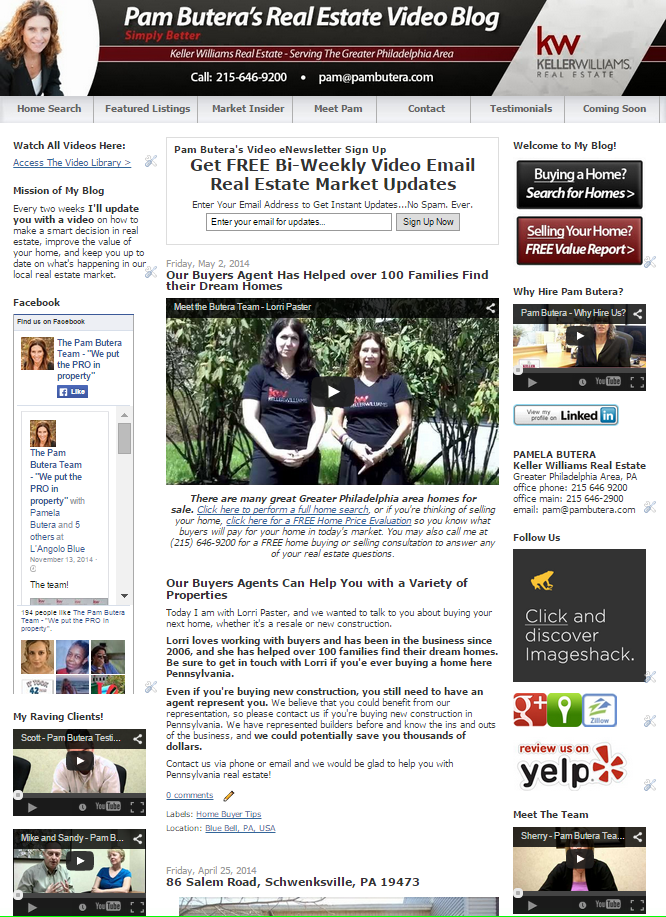 Pam Butera's Real Estate Video Blog
Simply Better
Keller Williams Real Estate - Serving The Greater Philadelphia Area
Call: 215-646-9200 • pam@pambutera.com
kw
KELLERWILLIAMS.
REAL ESTATE
Home Search
Featured Listings
Market Insider
Meet Pam
Contact
Testimonials
Coming Soon
Watch All Videos Here:
Access The Video Library >
Mission of My Blog
Every two weeks I'll update
you with a video on how to
make a smart decision in real
estate, improve the value of
your home, and keep you up to
date on what's happening in our
local real estate market.
Facebook
Find us on Facebook
The Pam Butera
Team - "We put
the PRO in
property"
Like
The Pam
Butera Team
- "We put the
PRO in
property" with
Pamela
Butera and 5
others at
L'Angolo Blue
November 13, 2014 ·
The team!
194 people like The Pam Butera
Team - "We put the PRO in
property".
IT TOOK
42
My Raving Clients!
Scott - Pam Butera Testi...
YouTube
Mike and Sandy - Pam B...
YouTube
Pam Butera's Video eNewsletter Sign Up
Get FREE Bi-Weekly Video Email
Real Estate Market Updates
Enter Your Email Address to Get Instant Updates...No Spam. Ever.
Enter your email for updates...
Sign Up Now
Friday, May 2, 2014
Our Buyers Agent Has Helped over 100 Families Find
their Dream Homes
Meet the Butera Team - Lorri Paster
kw
KELLERWILLIAMS
kw
KELLERWILLIAMS
There are many great Greater Philadelphia area homes for
sale. Click here to perform a full home search, or if you're thinking of selling
your home, click here for a FREE Home Price Evaluation so you know what
buyers will pay for your home in today's market. You may also call me at
(215) 646-9200 for a FREE home buying or selling consultation to answer any
of your real estate questions.
Our Buyers Agents Can Help You with a Variety of
Properties
Today I am with Lorri Paster, and we wanted to talk to you about buying your
next home, whether it's a resale or new construction.
Lorri loves working with buyers and has been in the business since
2006, and she has helped over 100 families find their dream homes.
Be sure to get in touch with Lorri if you'e ever buying a home here
Pennsylvania.
Even if you're buying new construction, you still need to have an
agent represent you. We believe that you could benefit from our
representation, so please contact us if you're buying new construction in
Pennsylvania. We have represented builders before and know the ins and outs
of the business, and we could potentially save you thousands of
dollars.
Contact us via phone or email and we would be glad to help you with
Pennsylvania real estate!
0 comments
Labels: Home Buyer Tips
Location: Blue Bell, PA, USA
Friday, April 25, 2014
86 Salem Road, Schwenksville, PA 19473
Welcome to My Blog!
Buying a Home?
Search for Homes >
Selling Your Home?
FREE Value Report >
Why Hire Pam Butera?
Pam Butera - Why Hire Us?
YouTube
View my
profile on
Linked in
PAMELA BUTERA
Keller Williams Real Estate
Greater Philadelphia Area, PA
office phone: 215 646 9200
office main: 215 646-2900
email: pam@pambutera.com
Follow Us
Click and
discover
Imageshack.
g+
Zillow
review us on
yelp
Meet The Team
Sherry - Pam Butera Tea...
YouTube